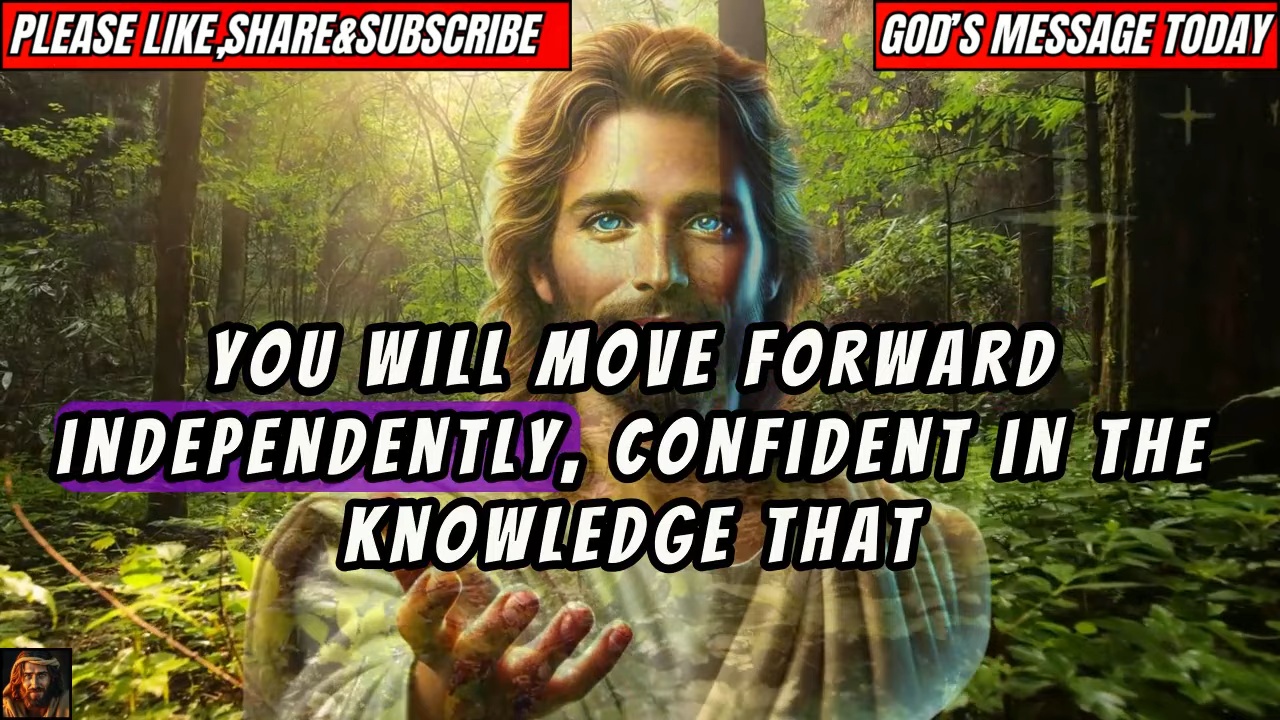 PLEASE LIKE,SHARE&SUBSCRIBE
GOD'S MESSAGE TODAY
YOU WILL MOVE FORWARD
INDEPENDENTLY, CONFIDENT IN THE
KNOWLEDGE THAT